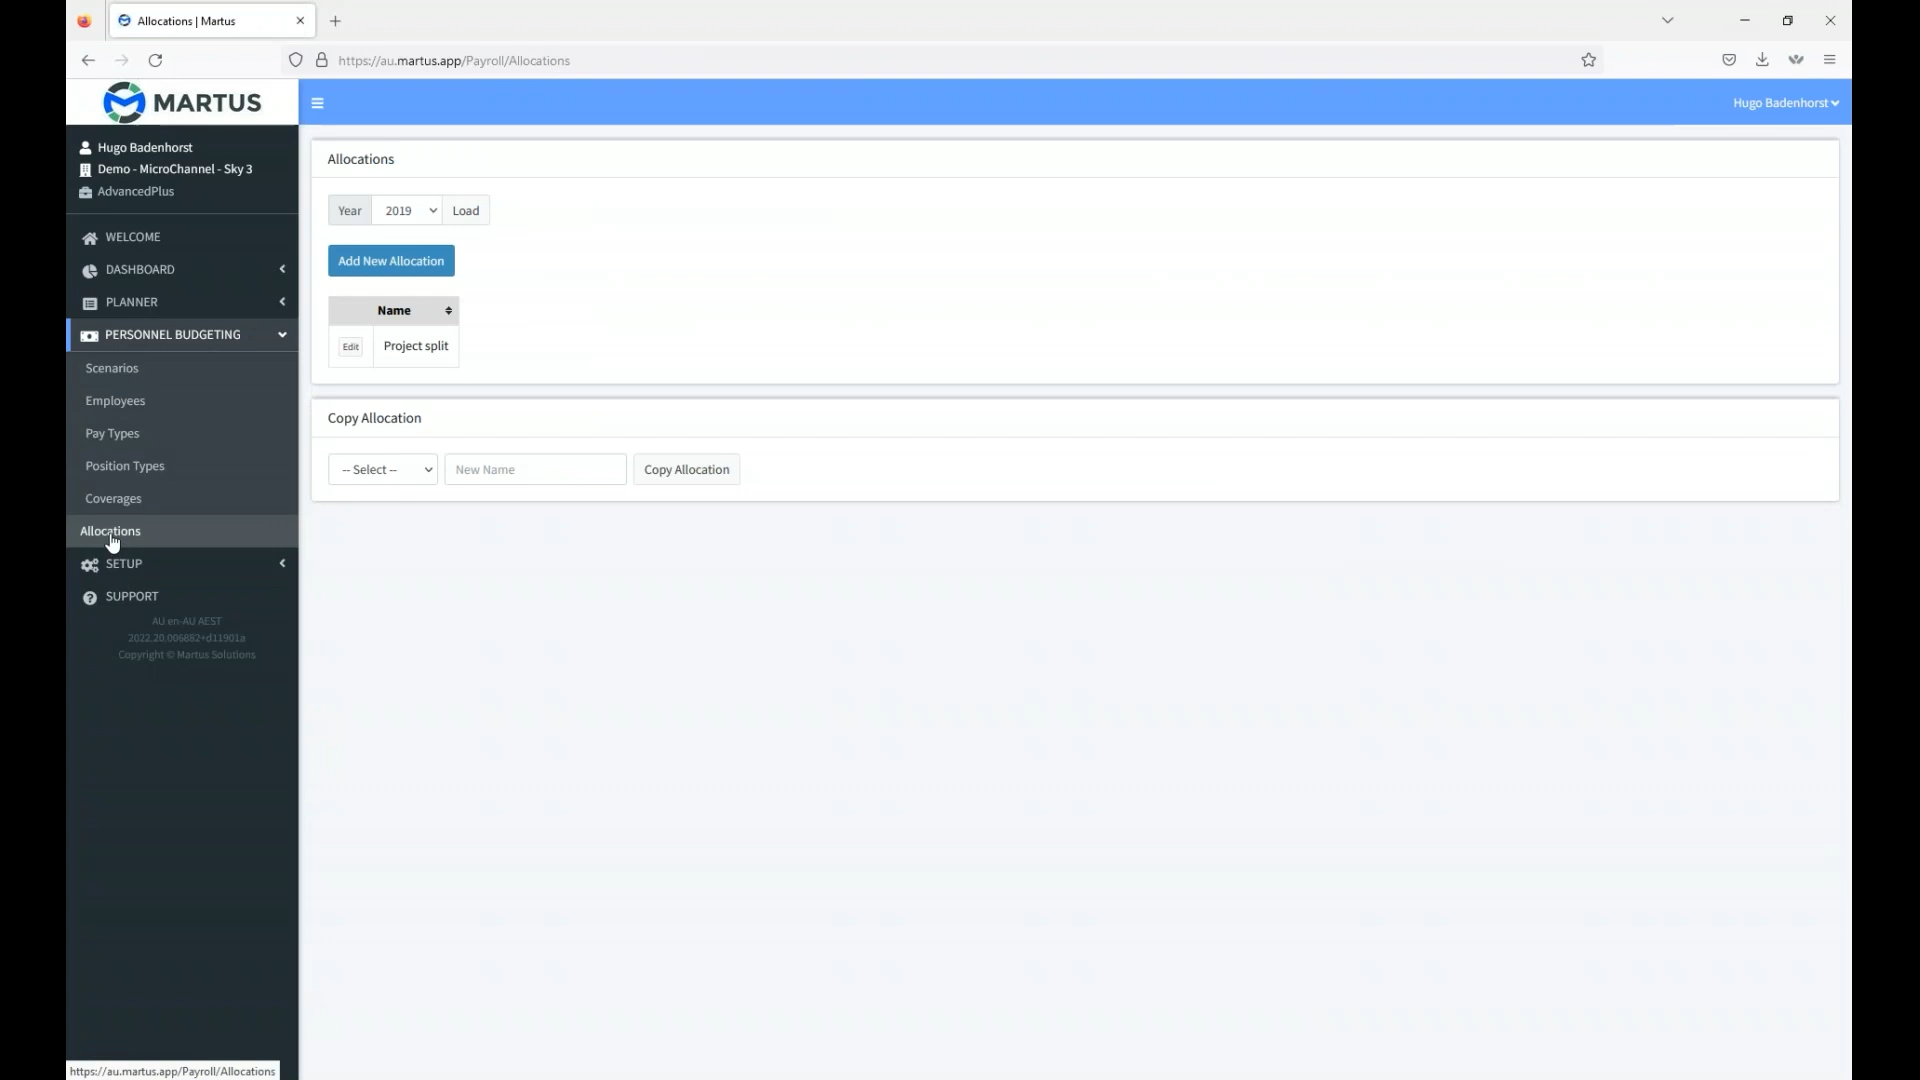 Allocations | Martus
https://au.martus.app/Payroll/Allocations
MARTUS
Hugo Badenhorst
Hugo Badenhorst
Demo - MicroChannel - Sky 3
AdvancedPlus
WELCOME
DASHBOARD
PLANNER
PERSONNEL BUDGETING
Scenarios
Employees
Pay Types
Position Types
Coverages
Allocations
SETUP
SUPPORT
AU en-AU AEST
2022.20.006882+d11901a
Copyright © Martus Solutions
Allocations
Year 2019 Load
Add New Allocation
Name
Edit Project split
Copy Allocation
-- Select -- New Name Copy Allocation
https://au.martus.app/Payroll/Allocations